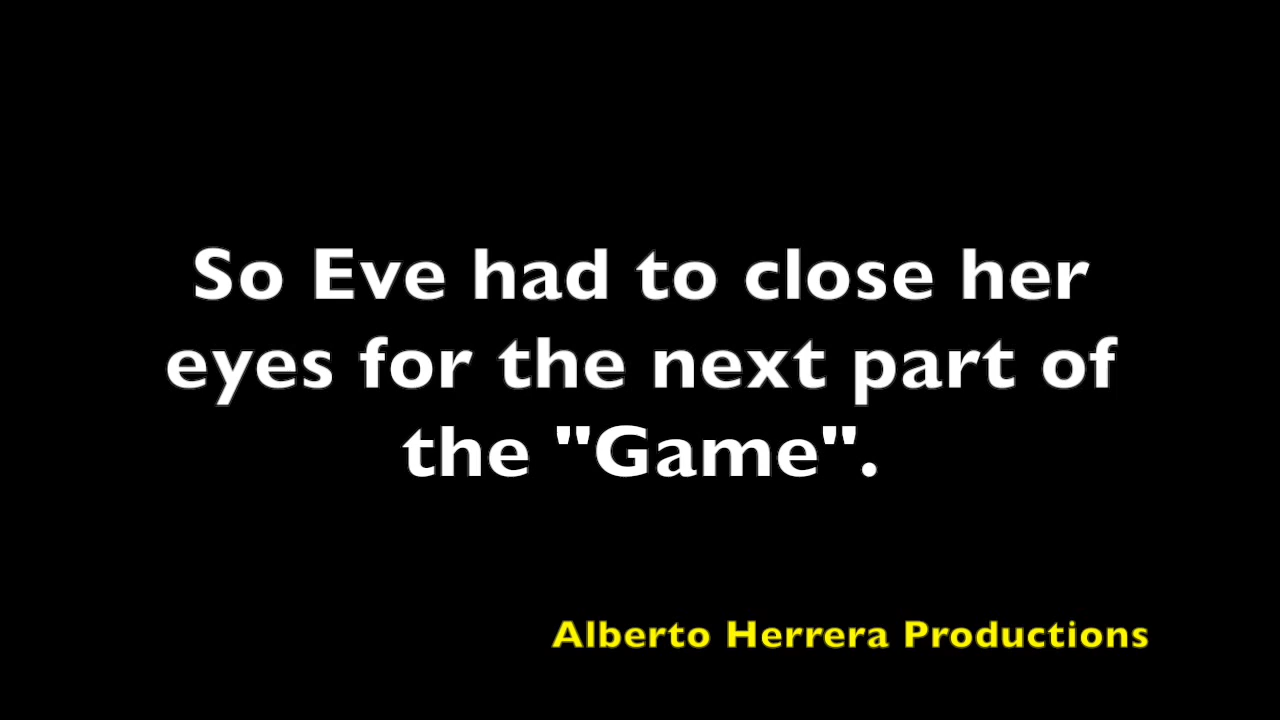 So Eve had to close her
eyes for the next part of
the "Game".
Alberto Herrera Productions